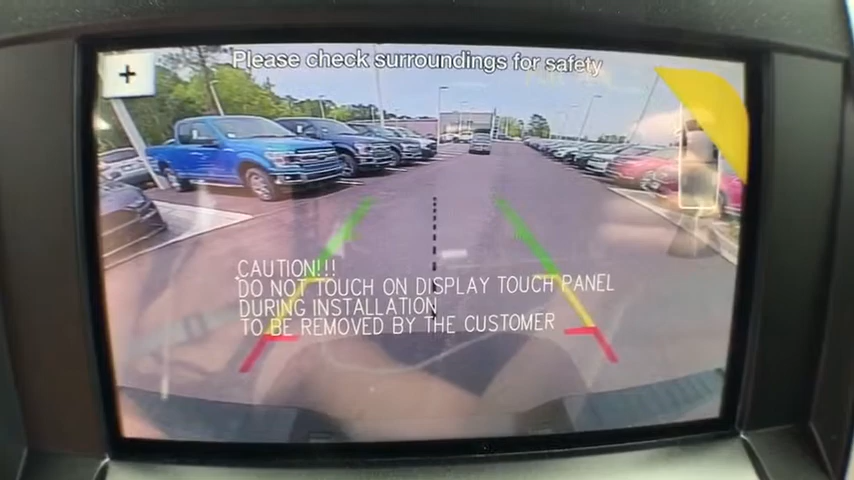 Please check surroundings for safety
+
CAUTION!!!
DO NOT TOUCH ON DISPLAY TOUCH PANEL
DURING INSTALLATION
TO BE REMOVED BY THE CUSTOMER